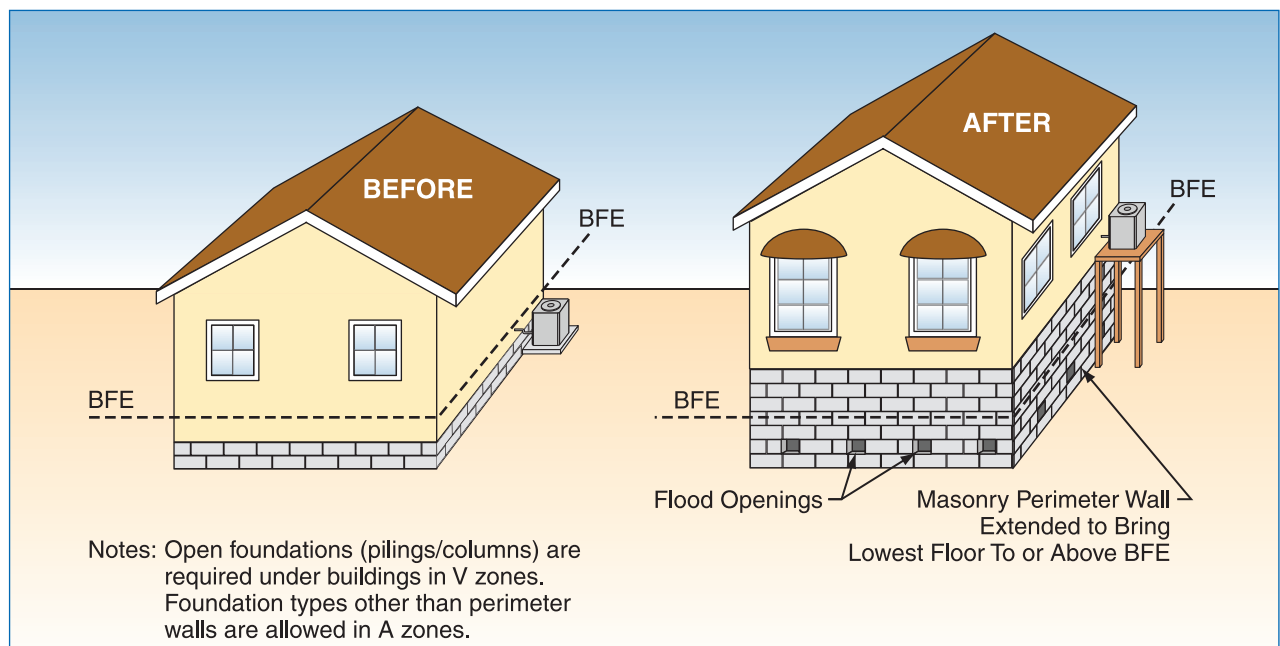 BEFORE
BFE
BFE
Notes: Open foundations (pilings/columns) are
required under buildings in V zones.
Foundation types other than perimeter
walls are allowed in A zones.
AFTER
BFE
BFE
Flood Openings
Masonry Perimeter Wall
Extended to Bring
Lowest Floor To or Above BFE